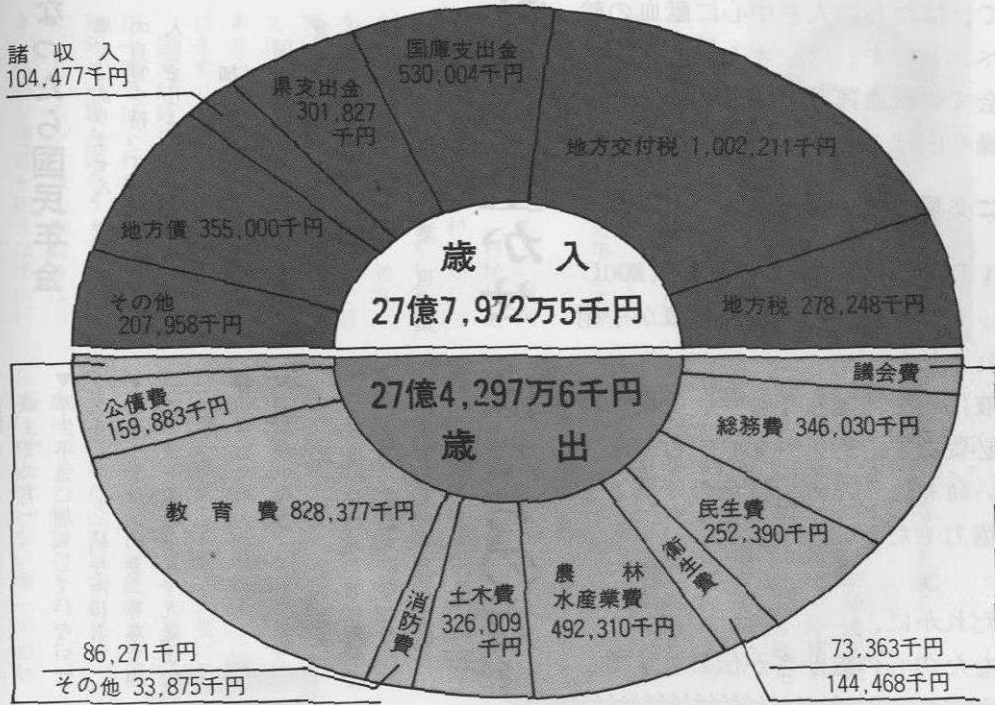 諸収入
104,477千円
県支出金
301,827
千円
国庫支出金
530,004千円
地方交付税 1,002,211千円
地方債 355,000千円
その他
207,958千円
歳入
27億7,972万5千円
地方税 278,248千円
27億4,297万6千円
歳出
議会費
公債費
159,883千円
総務費 346,030千円
教育費 828,377千円
民生費
252,390千円
衛生費
消防費
土木費
326,009
千円
農林
水産業費
492,310千円
86,271千円
その他 33,875千円
73,363千円
144,468千円
国民年金